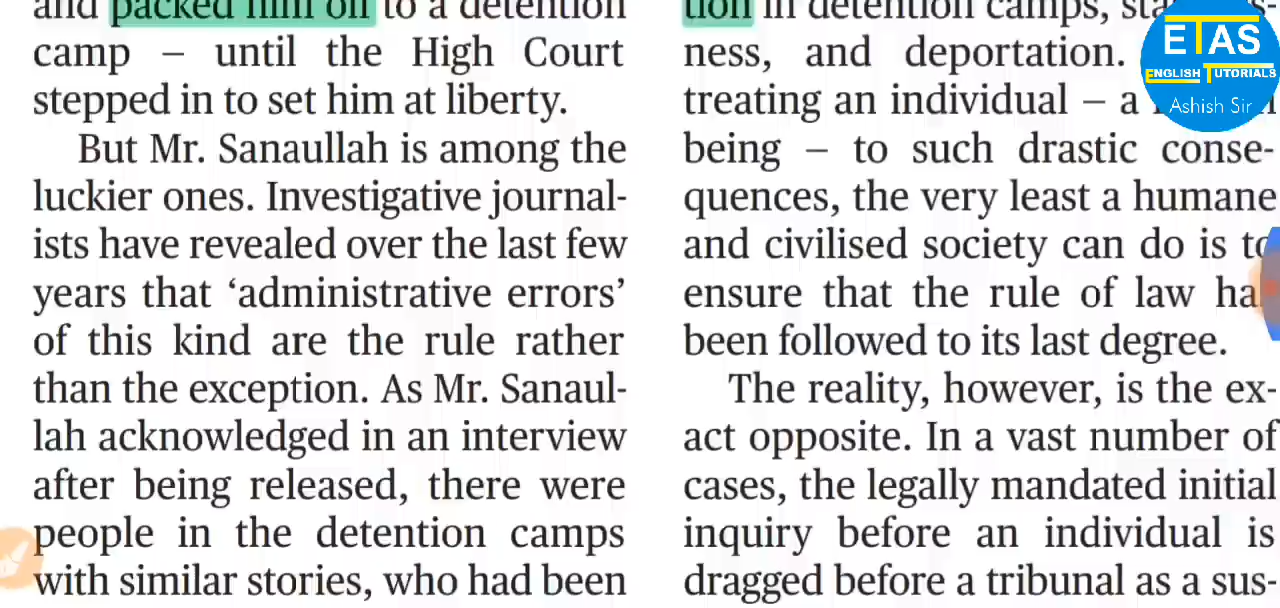 and packed him off to a detention
camp – until the High Court
stepped in to set him at liberty.
But Mr. Sanaullah is among the
luckier ones. Investigative journal-
ists have revealed over the last few
years that ‘administrative errors’
of this kind are the rule rather
than the exception. As Mr. Sanaul-
lah acknowledged in an interview
after being released, there were
people in the detention camps
with similar stories, who had been
tion in detention camps,
ness, and deportation.
treating an individual – a
being – to such drastic conse-
quences, the very least a humane
and civilised society can do is to
ensure that the rule of law
been followed to its last degree.
The reality, however, is the ex-
act opposite. In a vast number of
cases, the legally mandated initial
inquiry before an individual is
dragged before a tribunal as a sus-
ETAS
ENGLISH TUTORIALS
Ashish Sir